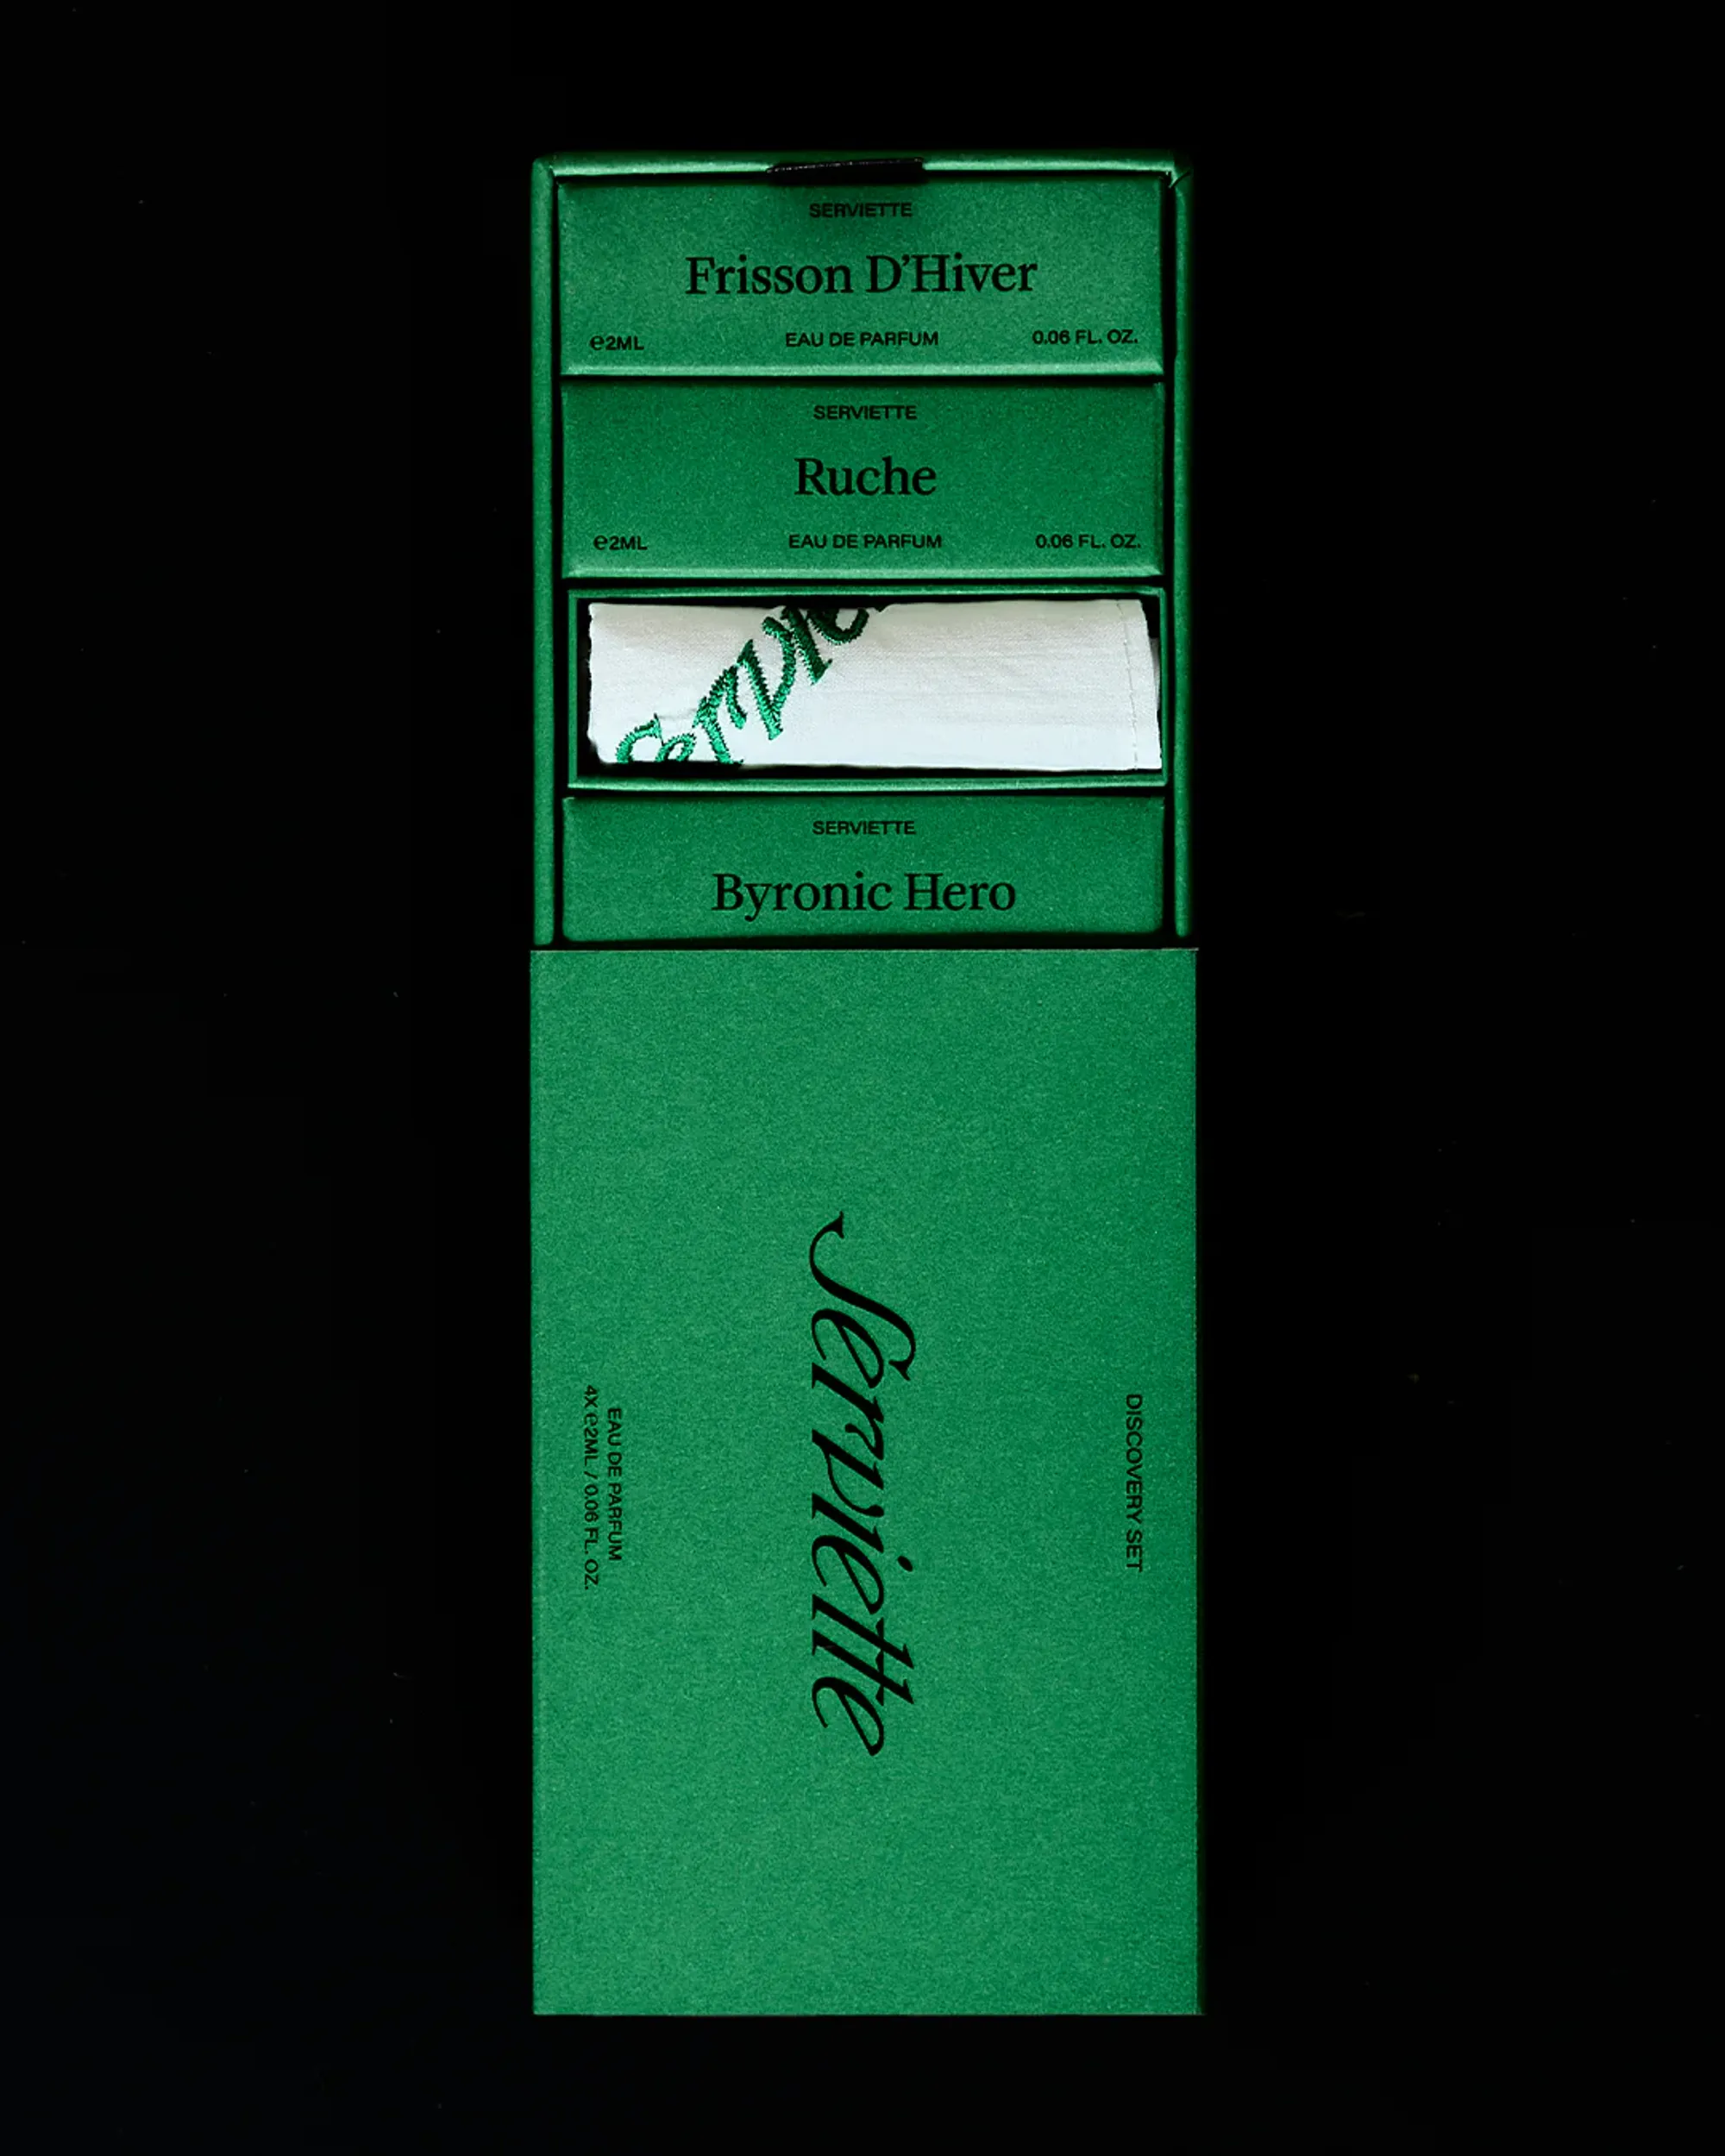 SERVIETTE
Frisson D’Hiver
℮2ML EAU DE PARFUM 0.06 FL. OZ.
SERVIETTE
Ruche
℮2ML EAU DE PARFUM 0.06 FL. OZ.
Servie
SERVIETTE
Byronic Hero
DISCOVERY SET
Serviette
EAU DE PARFUM
4X ℮2ML / 0.06 FL. OZ.